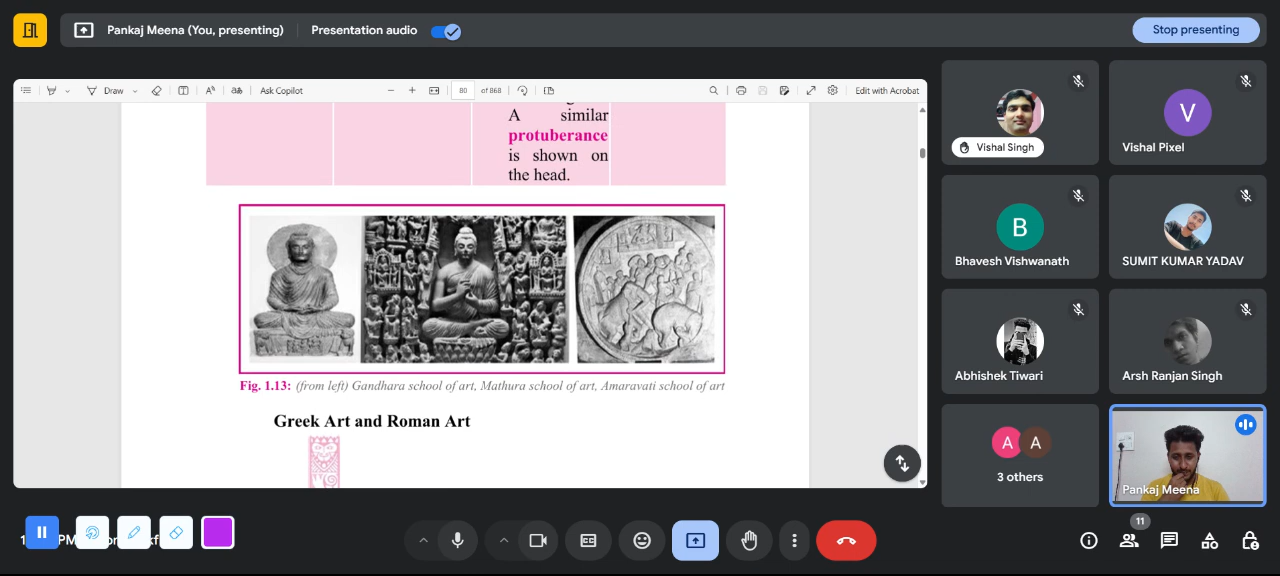 Pankaj Meena (You, presenting)
Presentation audio
Stop presenting
Draw
Ask Copilot
80
of 868
Edit with Acrobat
A similar
protuberance
is shown on
the head.
Fig. 1.13: (from left) Gandhara school of art, Mathura school of art, Amaravati school of art
Greek Art and Roman Art
Vishal Singh
V
Vishal Pixel
B
Bhavesh Vishwanath
SUMIT KUMAR YADAV
Abhishek Tiwari
Arsh Ranjan Singh
A
A
3 others
Pankaj Meena
PM
11